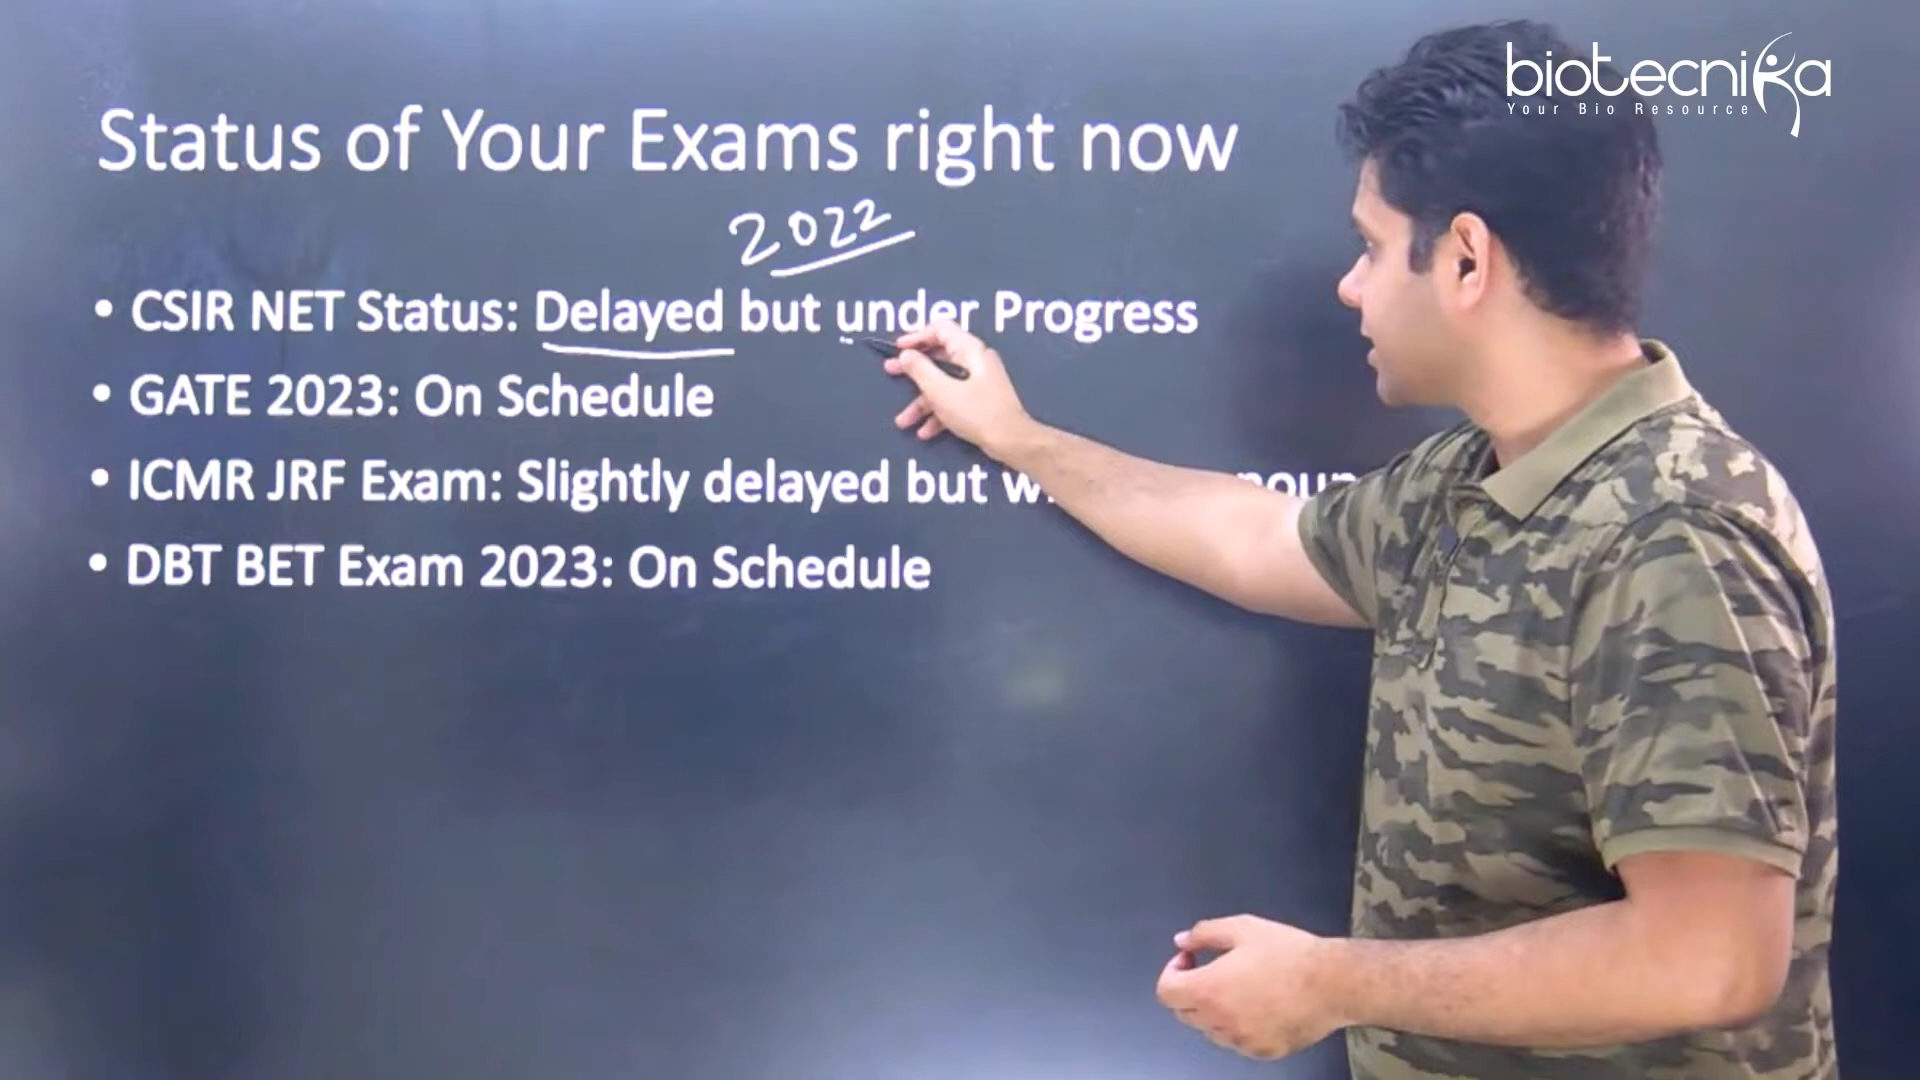 biotecnika
Your Bio Resource
Status of Your Exams right now
2022
• CSIR NET Status: Delayed but under Progress
• GATE 2023: On Schedule
• ICMR JRF Exam: Slightly delayed but
• DBT BET Exam 2023: On Schedule